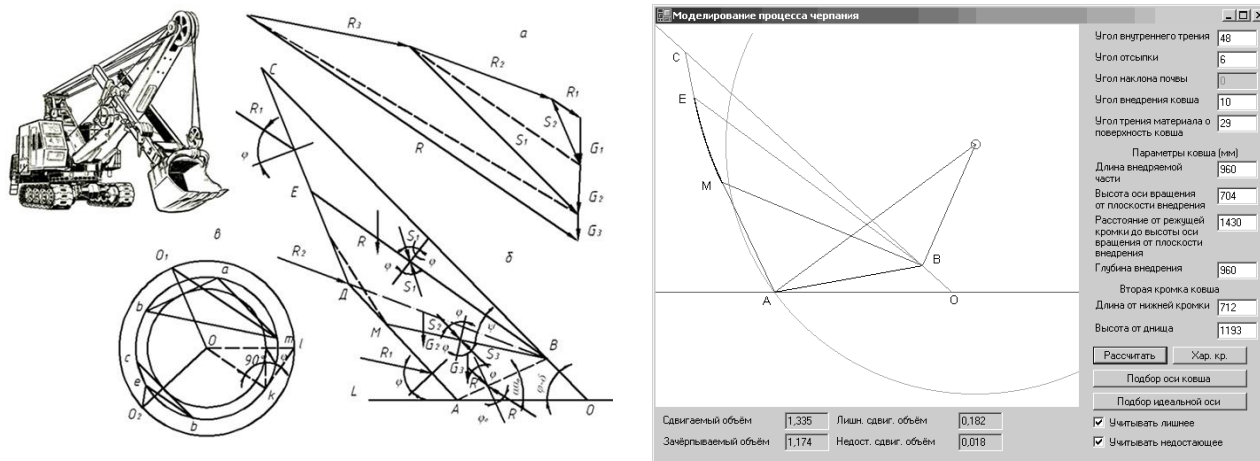 R₃
а
R₂
R₁
S₂
S₁
G₁
R
G₂
G₃
C
R₁
φ
E
R
S₁
φ
φ
S₁
б
R₂
Д
М
S₂
φ
ψ
G₂
S₃
B
R₁
φ
G₃
φ
R
φ-δ
L
A
R
O
в
O₁
a
b
O
m
l
c
90°
φ
e
k
O₂
b
Моделирование процесса черпания
C
E
M
B
A
O
Угол внутреннего трения 48
Угол отсыпки 6
Угол наклона почвы 0
Угол внедрения ковша 10
Угол трения материала о
поверхность ковша 29
Параметры ковша (мм)
Длина внедряемой
части 960
Высота оси вращения
от плоскости внедрения 704
Расстояние от режущей
кромки до высоты оси
вращения от плоскости
внедрения 1430
Глубина внедрения 960
Вторая кромка ковша
Длина от нижней кромки 712
Высота от днища 1193
Рассчитать Хар. кр.
Подбор оси ковша
Подбор идеальной оси
Учитывать лишнее
Учитывать недостающее
Сдвигаемый объём 1,335 Лишн. сдвиг. объём 0,182
Зачёрпываемый объём 1,174 Недост. сдвиг. объём 0,018